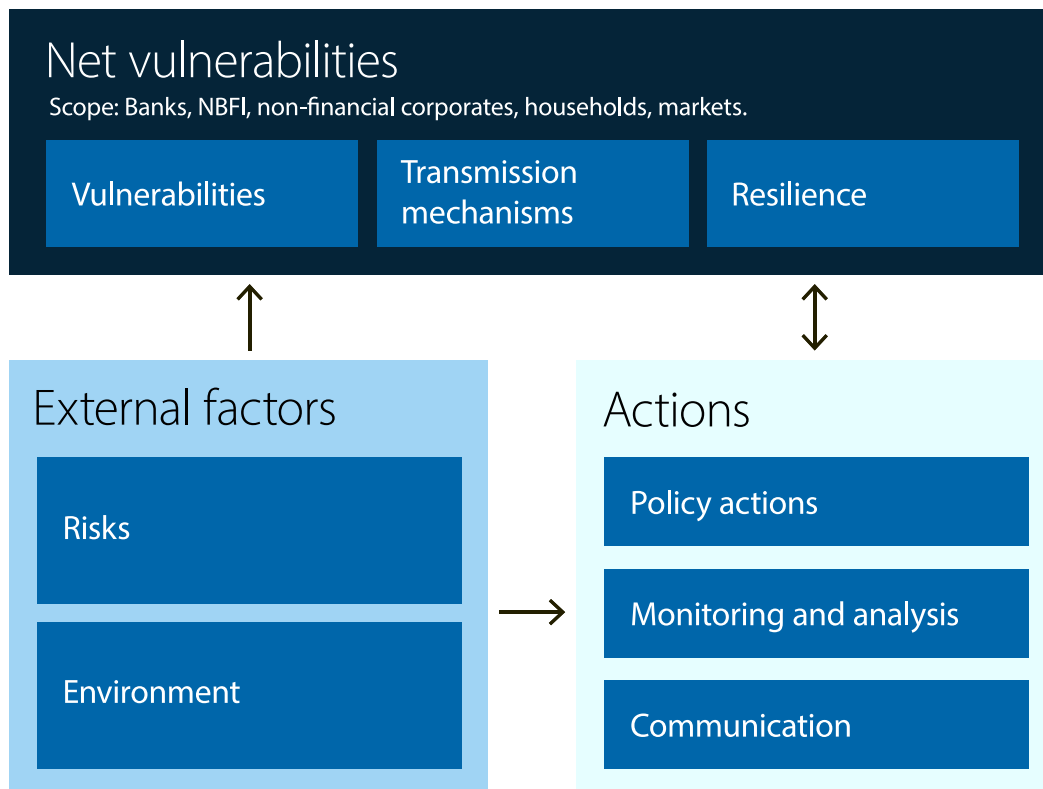 Net vulnerabilities
Scope: Banks, NBFI, non-financial corporates, households, markets.
Vulnerabilities
Transmission
mechanisms
Resilience
External factors
Risks
Environment
Actions
Policy actions
Monitoring and analysis
Communication